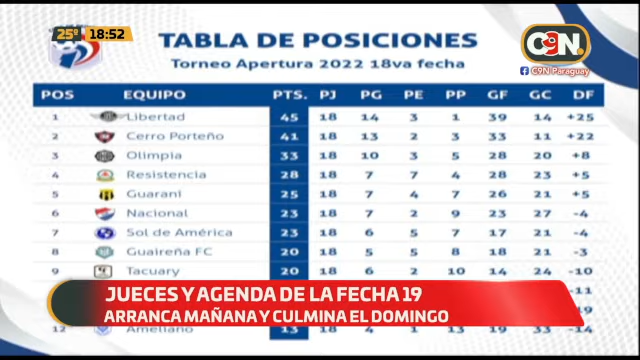 25° 18:52
C9N
C9N Paraguay
TABLA DE POSICIONES
Torneo Apertura 2022 18va fecha
POS EQUIPO PTS. PJ PG PE PP GF GC DF
1 Libertad 45 18 14 3 1 39 14 +25
2 Cerro Porteño 41 18 13 2 3 33 11 +22
3 Olimpia 33 18 10 3 5 28 20 +8
4 Resistencia 28 18 7 7 4 28 23 +5
5 Guaraní 25 18 7 4 7 26 21 +5
6 Nacional 23 18 7 2 9 23 27 -4
7 Sol de América 23 18 6 5 7 17 21 -4
8 Guaireña FC 20 18 5 5 8 18 21 -3
9 Tacuary 20 18 6 2 10 14 24 -10
-11
JUECES Y AGENDA DE LA FECHA 19
ARRANCA MAÑANA Y CULMINA EL DOMINGO
12 Ameliano 13 18 4 1 13 19 33 -14